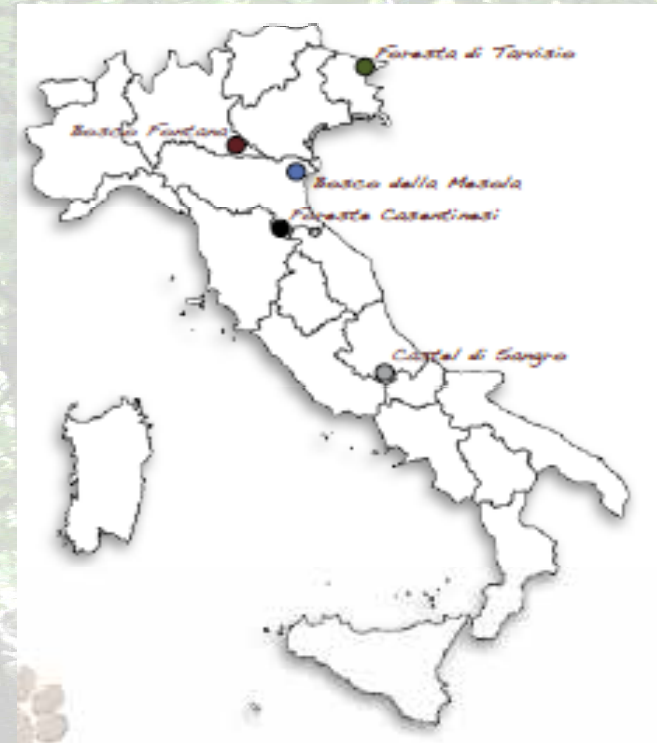 Foresta di Tarvisio
Bosco Fontana
Bosco della Mesola
Foreste Casentinesi
Castel di Sangro